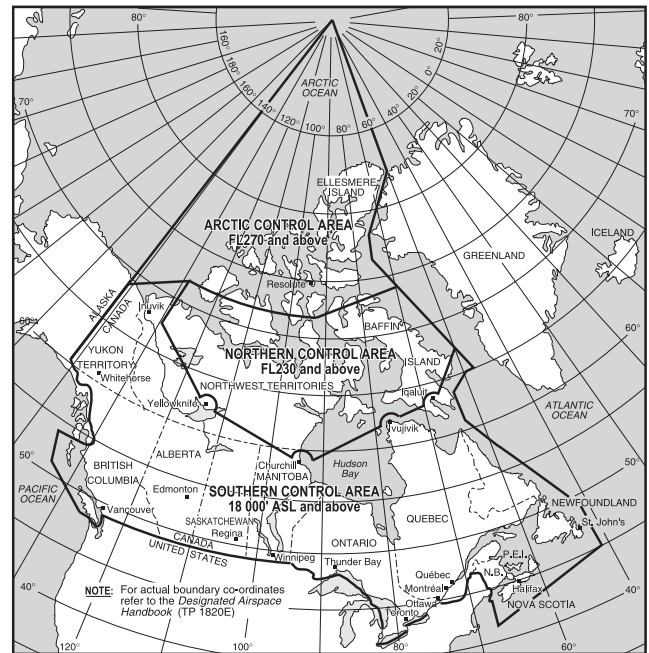 80°
80°
160°
180°
160°
140°
120°
100°
80°
60°
40°
20°
0°
20°
ARCTIC
OCEAN
70°
70°
ELLESMERE
ISLAND
ARCTIC CONTROL AREA
FL270 and above
ICELAND
GREENLAND
Resolute
ALASKA
CANADA
Inuvik
BAFFIN
ISLAND
60°
60°
YUKON
TERRITORY
Whitehorse
NORTHERN CONTROL AREA
FL230 and above
NORTHWEST TERRITORIES
Yellowknife
Iqaluit
Ivujivik
ATLANTIC
OCEAN
50°
50°
PACIFIC
OCEAN
BRITISH
COLUMBIA
ALBERTA
Edmonton
Vancouver
Churchill
MANITOBA
Hudson
Bay
SOUTHERN CONTROL AREA
18 000' ASL and above
SASKATCHEWAN
Regina
CANADA
UNITED STATES
Winnipeg
ONTARIO
Thunder Bay
QUEBEC
NEWFOUNDLAND
St. John's
P.E.I.
N.B.
Halifax
NOVA SCOTIA
Québec
Montréal
Ottawa
Toronto
40°
40°
NOTE: For actual boundary co-ordinates
refer to the Designated Airspace
Handbook (TP 1820E)
120°
100°
80°
60°